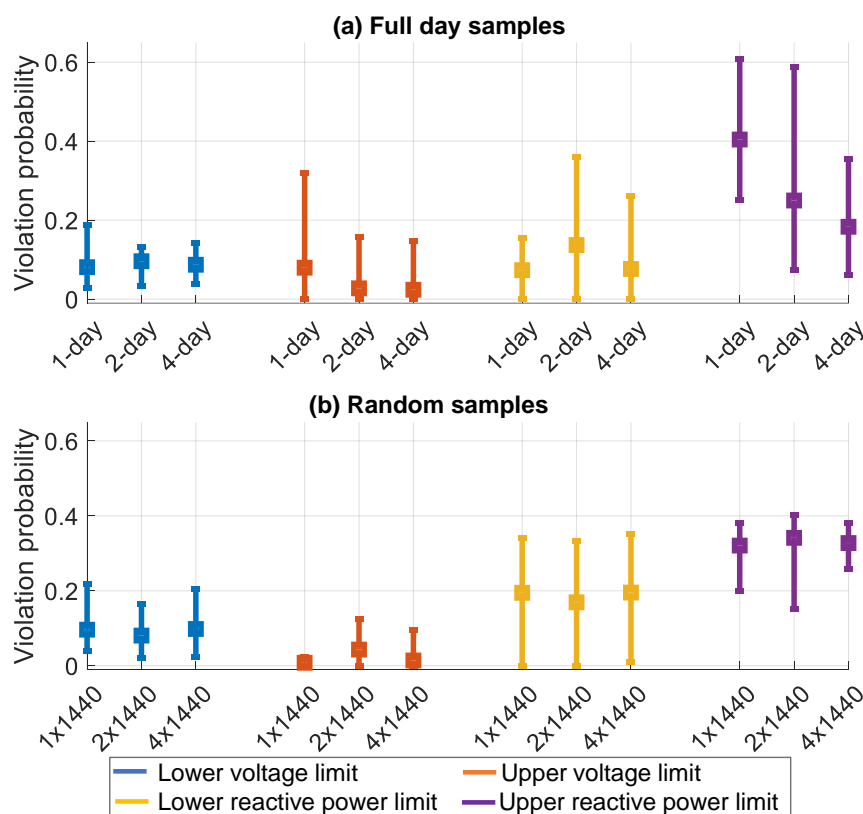 (a) Full day samples
Violation probability
0.6
0.4
0.2
0
1-day 2-day 4-day 1-day 2-day 4-day 1-day 2-day 4-day 1-day 2-day 4-day
(b) Random samples
Violation probability
0.6
0.4
0.2
0
1x1440 2x1440 4x1440 1x1440 2x1440 4x1440 1x1440 2x1440 4x1440 1x1440 2x1440 4x1440
Lower voltage limit Upper voltage limit
Lower reactive power limit Upper reactive power limit